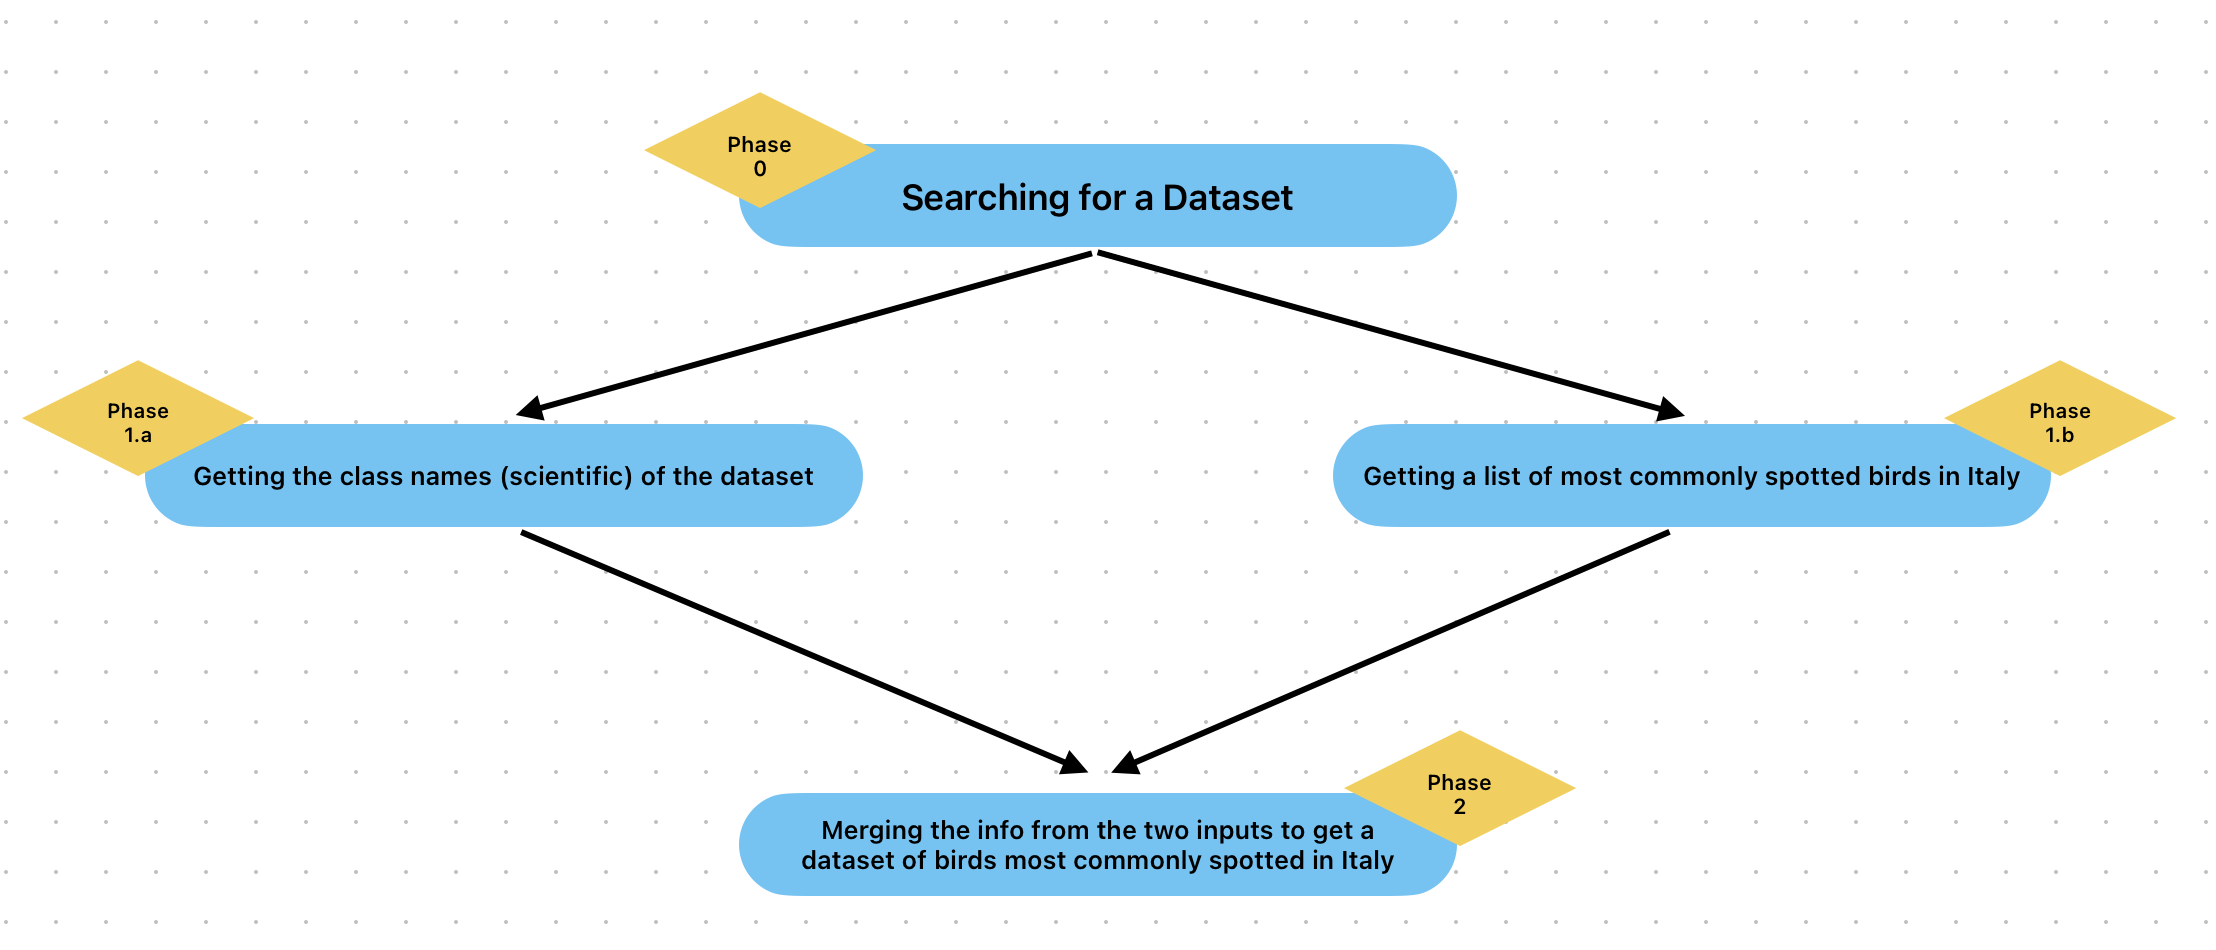 Phase
0
Searching for a Dataset
Phase
1.a
Getting the class names (scientific) of the dataset
Phase
1.b
Getting a list of most commonly spotted birds in Italy
Phase
2
Merging the info from the two inputs to get a
dataset of birds most commonly spotted in Italy